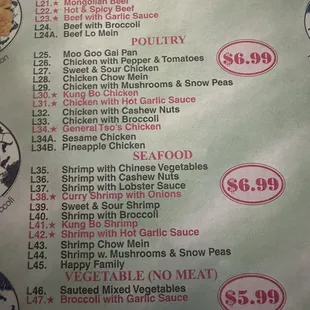 L21.★ Mongolian Beef
L22.★ Hot & Spicy Beef
L23.★ Beef with Garlic Sauce
L24. Beef with Broccoli
L24A. Beef Lo Mein
POULTRY
$6.99
L25. Moo Goo Gai Pan
L26. Chicken with Pepper & Tomatoes
L27. Sweet & Sour Chicken
L28. Chicken Chow Mein
L29. Chicken with Mushrooms & Snow Peas
L30.★ Kung Bo Chicken
L31.★ Chicken with Hot Garlic Sauce
L32. Chicken with Cashew Nuts
L33. Chicken with Broccoli
L34.★ General Tso's Chicken
L34A. Sesame Chicken
L34B. Pineapple Chicken
SEAFOOD
$6.99
L35. Shrimp with Chinese Vegetables
L36. Shrimp with Cashew Nuts
L37. Shrimp with Lobster Sauce
L38.★ Curry Shrimp with Onions
L39. Sweet & Sour Shrimp
L40. Shrimp with Broccoli
L41.★ Kung Bo Shrimp
L42.★ Shrimp with Hot Garlic Sauce
L43. Shrimp Chow Mein
L44. Shrimp w. Mushrooms & Snow Peas
L45. Happy Family
VEGETABLE (NO MEAT)
$5.99
L46. Sauteed Mixed Vegetables
L47.★ Broccoli with Garlic Sauce